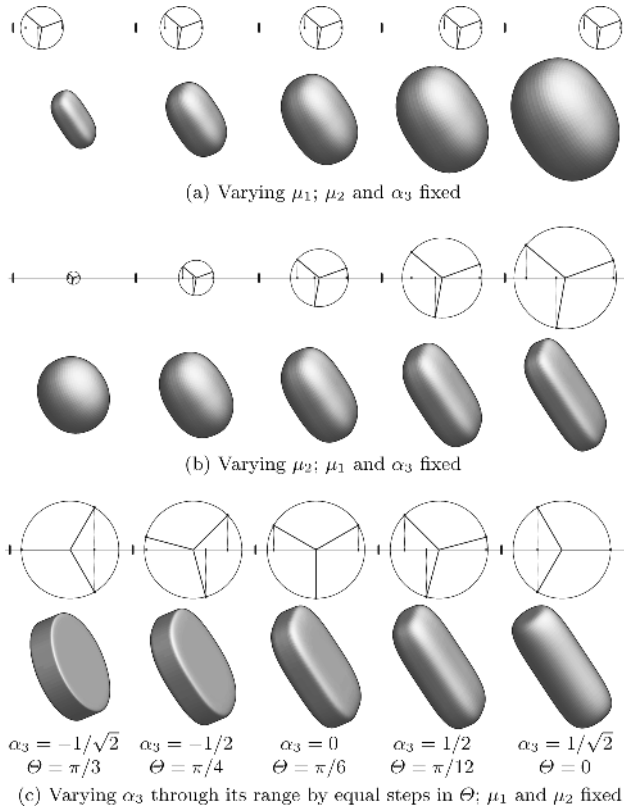 (a) Varying μ₁; μ₂ and α₃ fixed
(b) Varying μ₂; μ₁ and α₃ fixed
α₃ = −1/√2 α₃ = −1/2 α₃ = 0 α₃ = 1/2 α₃ = 1/√2
Θ = π/3 Θ = π/4 Θ = π/6 Θ = π/12 Θ = 0
(c) Varying α₃ through its range by equal steps in Θ; μ₁ and μ₂ fixed